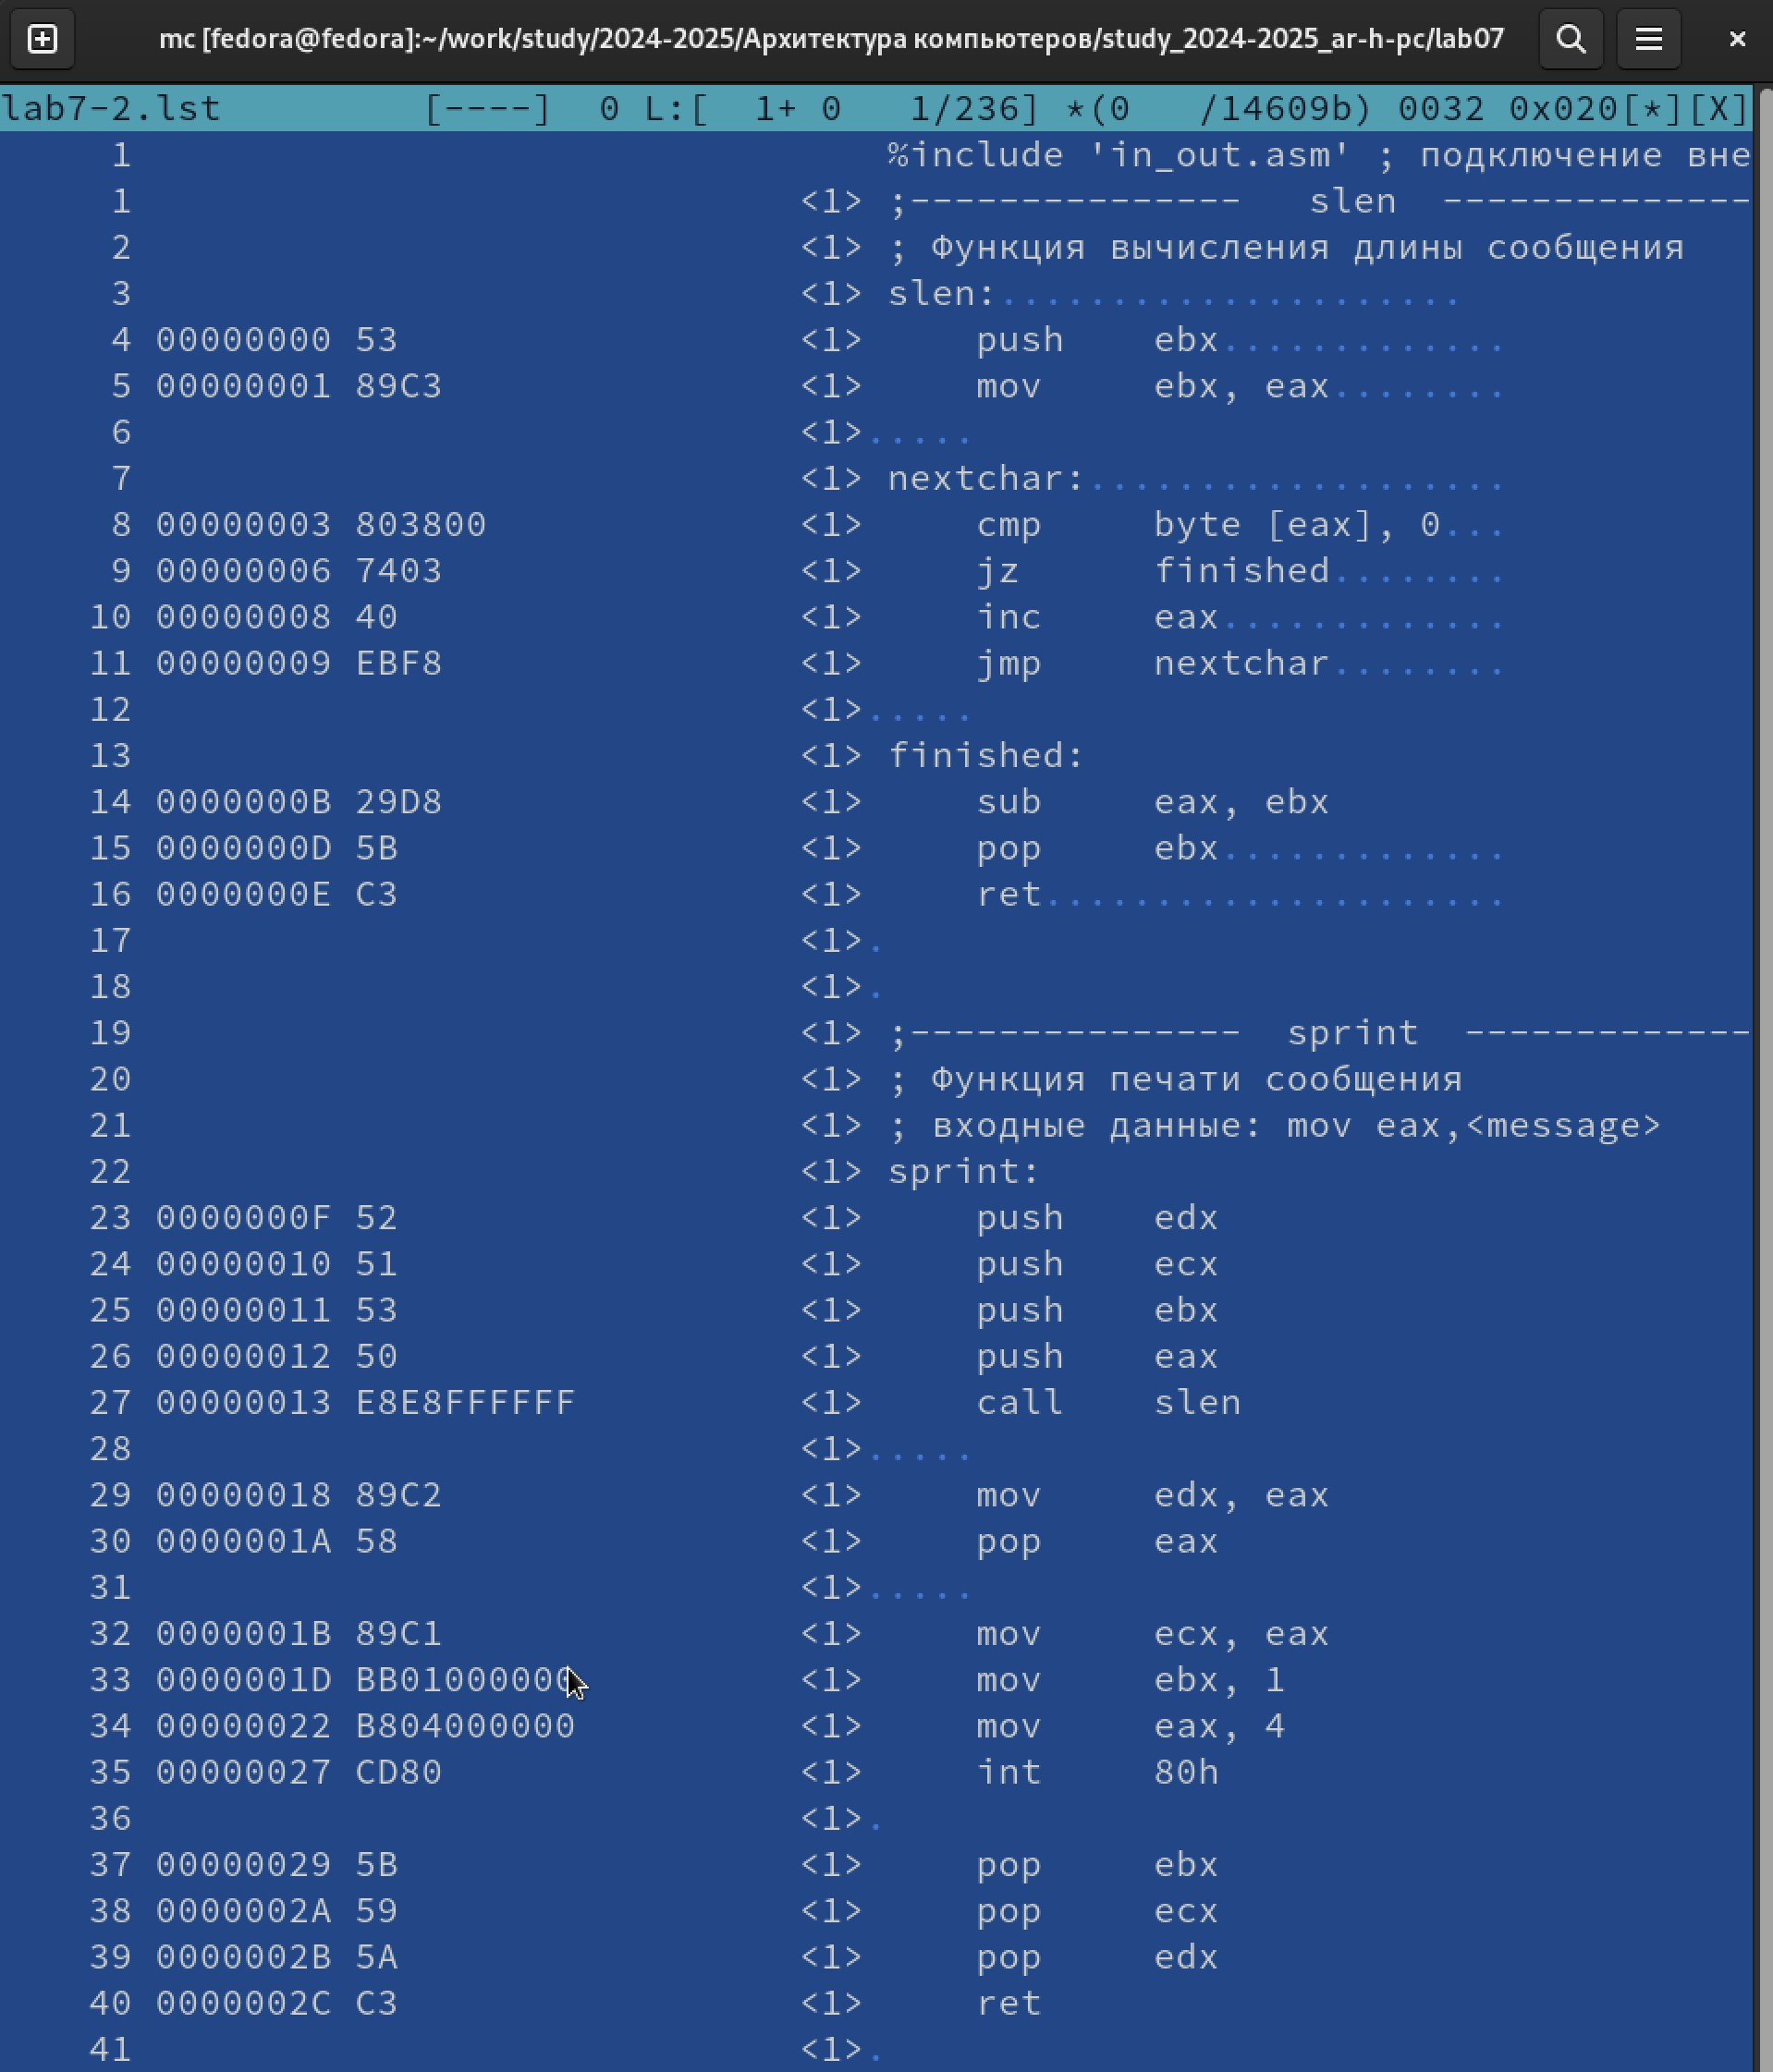 mc [fedora@fedora]:~/work/study/2024-2025/Архитектура компьютеров/study_2024-2025_ar-h-pc/lab07
lab7-2.lst [----] 0 L:[ 1+ 0 1/236] *(0 /14609b) 0032 0x020[*][X]
1 %include 'in_out.asm' ; подключение вне
1 <1> ;--------------- slen --------------
2 <1> ; Функция вычисления длины сообщения
3 <1> slen:.....................
4 00000000 53 <1> push ebx.............
5 00000001 89C3 <1> mov ebx, eax........
6 <1>.....
7 <1> nextchar:...................
8 00000003 803800 <1> cmp byte [eax], 0...
9 00000006 7403 <1> jz finished........
10 00000008 40 <1> inc eax.............
11 00000009 EBF8 <1> jmp nextchar........
12 <1>.....
13 <1> finished:
14 0000000B 29D8 <1> sub eax, ebx
15 0000000D 5B <1> pop ebx.............
16 0000000E C3 <1> ret.....................
17 <1>.
18 <1>.
19 <1> ;--------------- sprint -------------
20 <1> ; Функция печати сообщения
21 <1> ; входные данные: mov eax,<message>
22 <1> sprint:
23 0000000F 52 <1> push edx
24 00000010 51 <1> push ecx
25 00000011 53 <1> push ebx
26 00000012 50 <1> push eax
27 00000013 E8E8FFFFFF <1> call slen
28 <1>.....
29 00000018 89C2 <1> mov edx, eax
30 0000001A 58 <1> pop eax
31 <1>.....
32 0000001B 89C1 <1> mov ecx, eax
33 0000001D BB01000000 <1> mov ebx, 1
34 00000022 B804000000 <1> mov eax, 4
35 00000027 CD80 <1> int 80h
36 <1>.
37 00000029 5B <1> pop ebx
38 0000002A 59 <1> pop ecx
39 0000002B 5A <1> pop edx
40 0000002C C3 <1> ret
41 <1>.